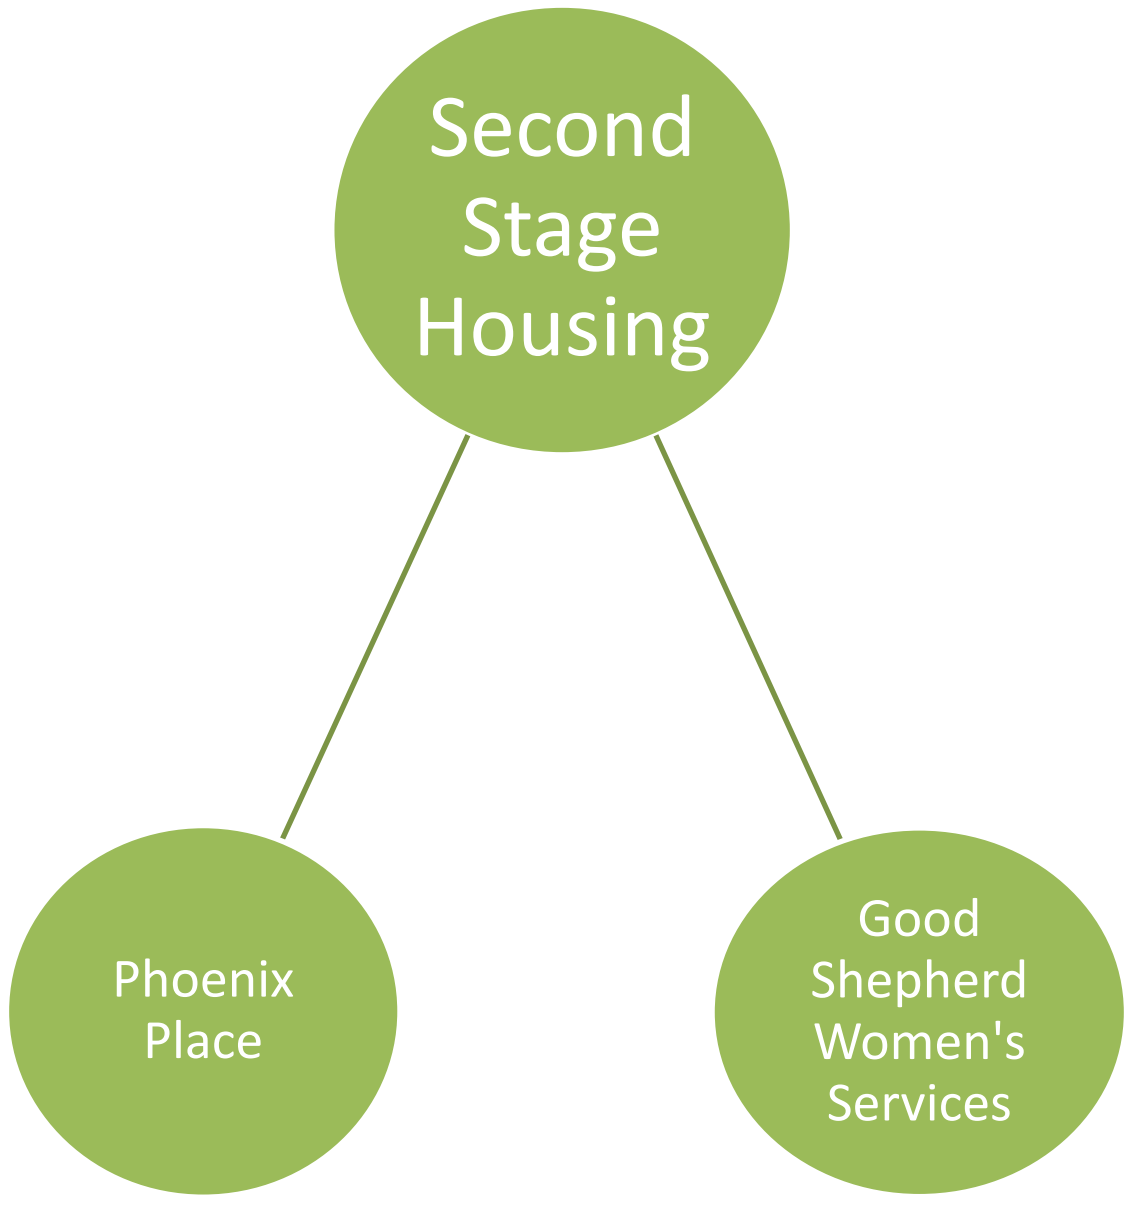 Second
Stage
Housing
Phoenix
Place
Good
Shepherd
Women's
Services